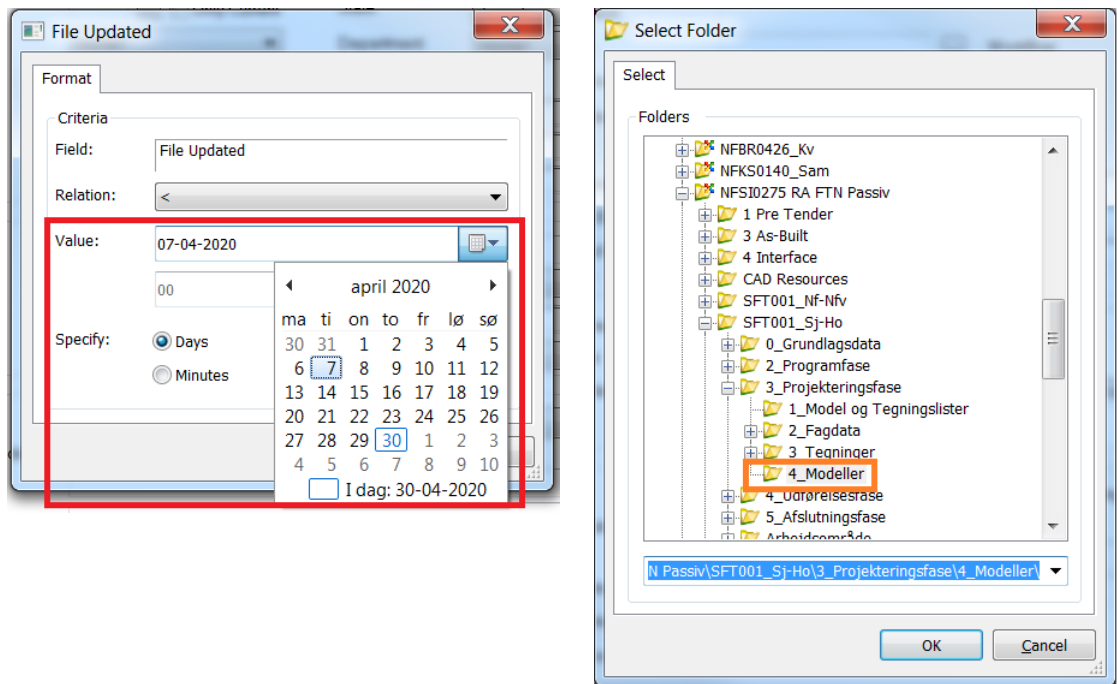 File Updated
Format
Criteria
Field: File Updated
Relation: <
Value: 07-04-2020
00
april 2020
ma ti on to fr lø sø
30 31 1 2 3 4 5
6 7 8 9 10 11 12
13 14 15 16 17 18 19
20 21 22 23 24 25 26
27 28 29 30 1 2 3
4 5 6 7 8 9 10
I dag: 30-04-2020
Specify: Days
Minutes
Select Folder
Select
Folders
NFBR0426_Kv
NFKS0140_Sam
NFSI0275 RA FTN Passiv
1 Pre Tender
3 As-Built
4 Interface
CAD Resources
SFT001_Nf-Nfv
SFT001_Sj-Ho
0_Grundlagsdata
2_Programfase
3_Projekteringsfase
1_Model og Tegningslister
2_Fagdata
3_Tegninger
4_Modeller
4_Udførelsesfase
5_Afslutningsfase
Arbejdsområde
N Passiv\SFT001_Sj-Ho\3_Projekteringsfase\4_Modeller\
OK Cancel